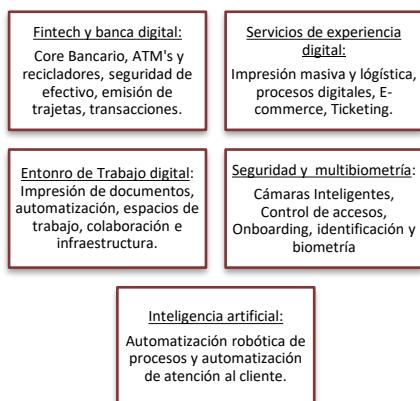 Fintech y banca digital:
Core Bancario, ATM's y
recicladores, seguridad de
efectivo, emisión de
trajetas, transacciones.
Servicios de experiencia
digital:
Impresión masiva y lógística,
procesos digitales, E-
commerce, Ticketing.
Entonro de Trabajo digital:
Impresión de documentos,
automatización, espacios de
trabajo, colaboración e
infraestructura.
Seguridad y multibiometría:
Cámaras Inteligentes,
Control de accesos,
Onboarding, identificación y
biometría
Inteligencia artificial:
Automatización robótica de
procesos y automatización
de atención al cliente.